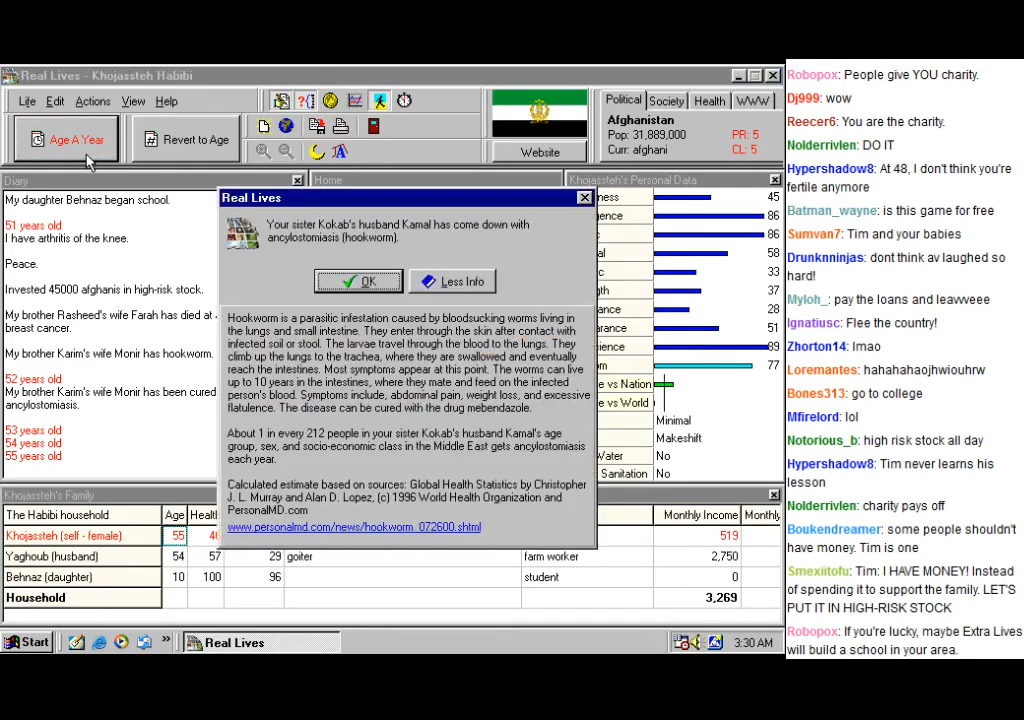 Real Lives - Khojassteh Habibi
Life Edit Actions View Help
Age A Year
Revert to Age
Website
Political Society Health WWW
Afghanistan
Pop: 31,889,000 PR: 5
Curr: afghani CL: 5
Diary
Home
Khojassteh's Personal Data
My daughter Behnaz began school.
51 years old
I have arthritis of the knee.
Peace.
Invested 45000 afghanis in high-risk stock.
My brother Rasheed's wife Farah has died at
breast cancer.
My brother Karim's wife Monir has hookworm.
52 years old
My brother Karim's wife Monir has been cured
ancylostomiasis.
53 years old
54 years old
55 years old
Real Lives
Your sister Kokab's husband Kamal has come down with
ancylostomiasis (hookworm).
OK
Less Info
Hookworm is a parasitic infestation caused by bloodsucking worms living in
the lungs and small intestine. They enter through the skin after contact with
infected soil or stool. The larvae travel through the blood to the lungs. They
climb up the lungs to the trachea, where they are swallowed and eventually
reach the intestines. Most symptoms appear at this point. The worms can live
up to 10 years in the intestines, where they mate and feed on the infected
person's blood. Symptoms include, abdominal pain, weight loss, and excessive
flatulence. The disease can be cured with the drug mebendazole.
About 1 in every 212 people in your sister Kokab's husband Kamal's age
group, sex, and socio-economic class in the Middle East gets ancylostomiasis
each year.
Calculated estimate based on sources: Global Health Statistics by Christopher
J. L. Murray and Alan D. Lopez, (c) 1996 World Health Organization and
PersonalMD.com
www.personalmd.com/news/hookworm_072600.shtml
ness 45
gence 86
86
al 58
c 33
gth 37
nce 28
rance 51
cience 89
om 77
e vs Nation
e vs World
Minimal
Makeshift
Water No
Sanitation No
Khojassteh's Family
The Habibi household Age Healt Monthly Income Monthly
Khojassteh (self - female) 55 519
Yaghoub (husband) 54 57 29 goiter farm worker 2,750
Behnaz (daughter) 10 100 96 student 0
Household 3,269
Start
Real Lives
3:30 AM
Robopox: People give YOU charity.
Dj999: wow
Reecer6: You are the charity.
Nolderrivlen: DO IT
Hypershadow8: At 48, I don't think you're
fertile anymore
Batman_wayne: is this game for free
Sumvan7: Tim and your babies
Drunknninjas: dont think av laughed so
hard!
Myloh_: pay the loans and leavveee
Ignatiusc: Flee the country!
Zhorton14: lmao
Loremantes: hahahahaojhwiouhrw
Bones313: go to college
Mfirelord: lol
Notorious_b: high risk stock all day
Hypershadow8: Tim never learns his
lesson
Nolderrivlen: charity pays off
Boukendreamer: some people shouldn't
have money. Tim is one
Smexiitofu: Tim: I HAVE MONEY! Instead
of spending it to support the family. LET'S
PUT IT IN HIGH-RISK STOCK
Robopox: If you're lucky, maybe Extra Lives
will build a school in your area.